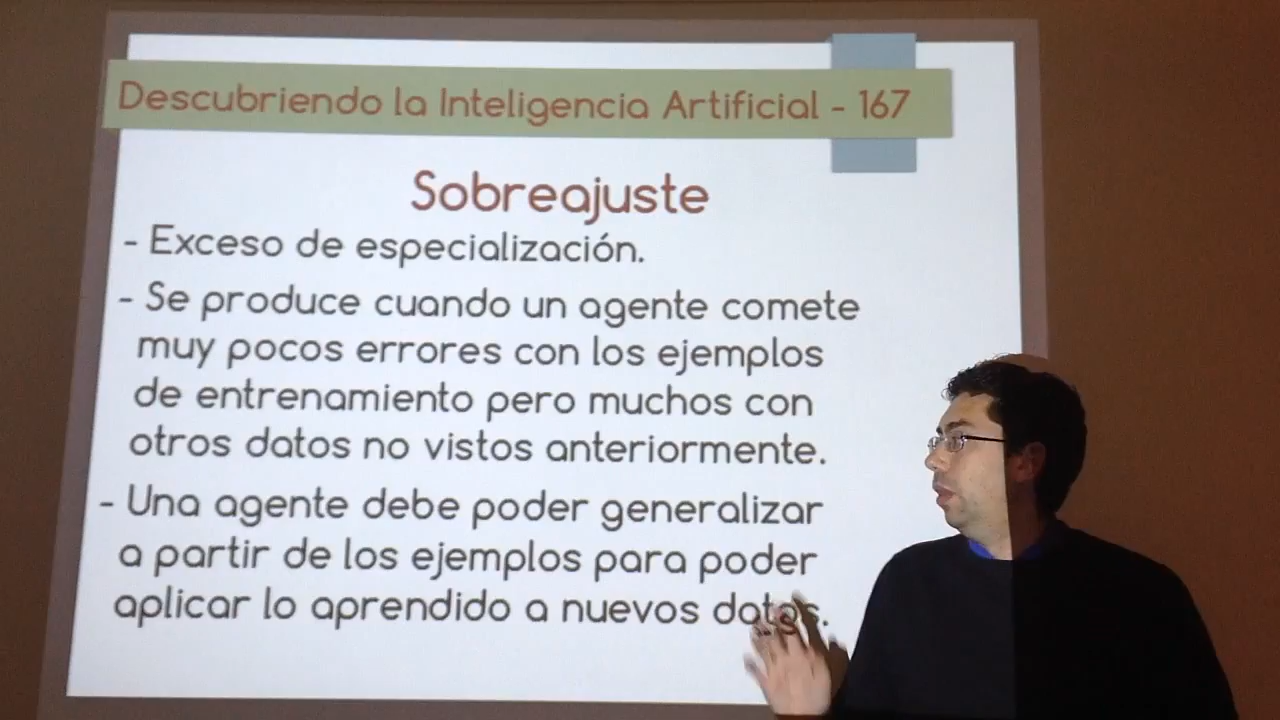 Descubriendo la Inteligencia Artificial - 167
Sobreajuste
- Exceso de especialización.
- Se produce cuando un agente comete
muy pocos errores con los ejemplos
de entrenamiento pero muchos con
otros datos no vistos anteriormente.
- Una agente debe poder generalizar
a partir de los ejemplos para poder
aplicar lo aprendido a nuevos datos.